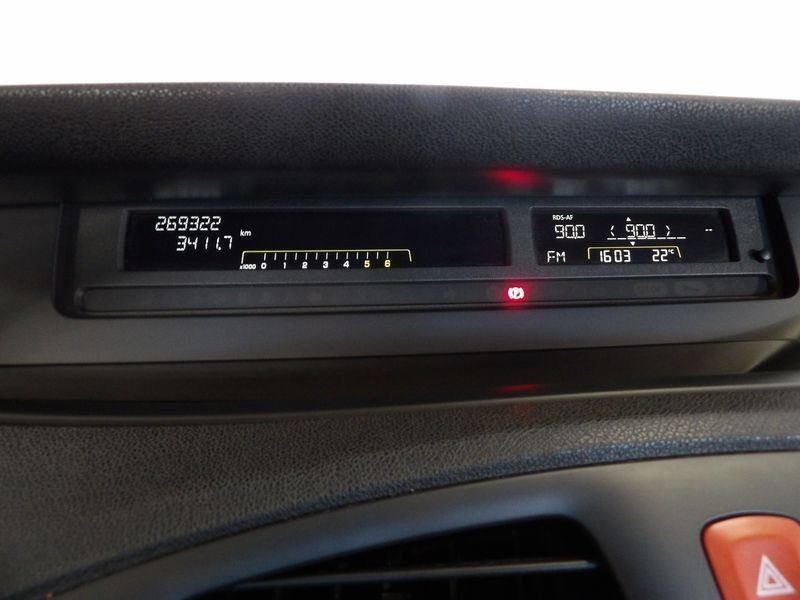 269322
3411.7 km
x1000 0 1 2 3 4 5 6
RDS-AF
90.0 ( 90.0 ) --
FM 16 03 22°C
P